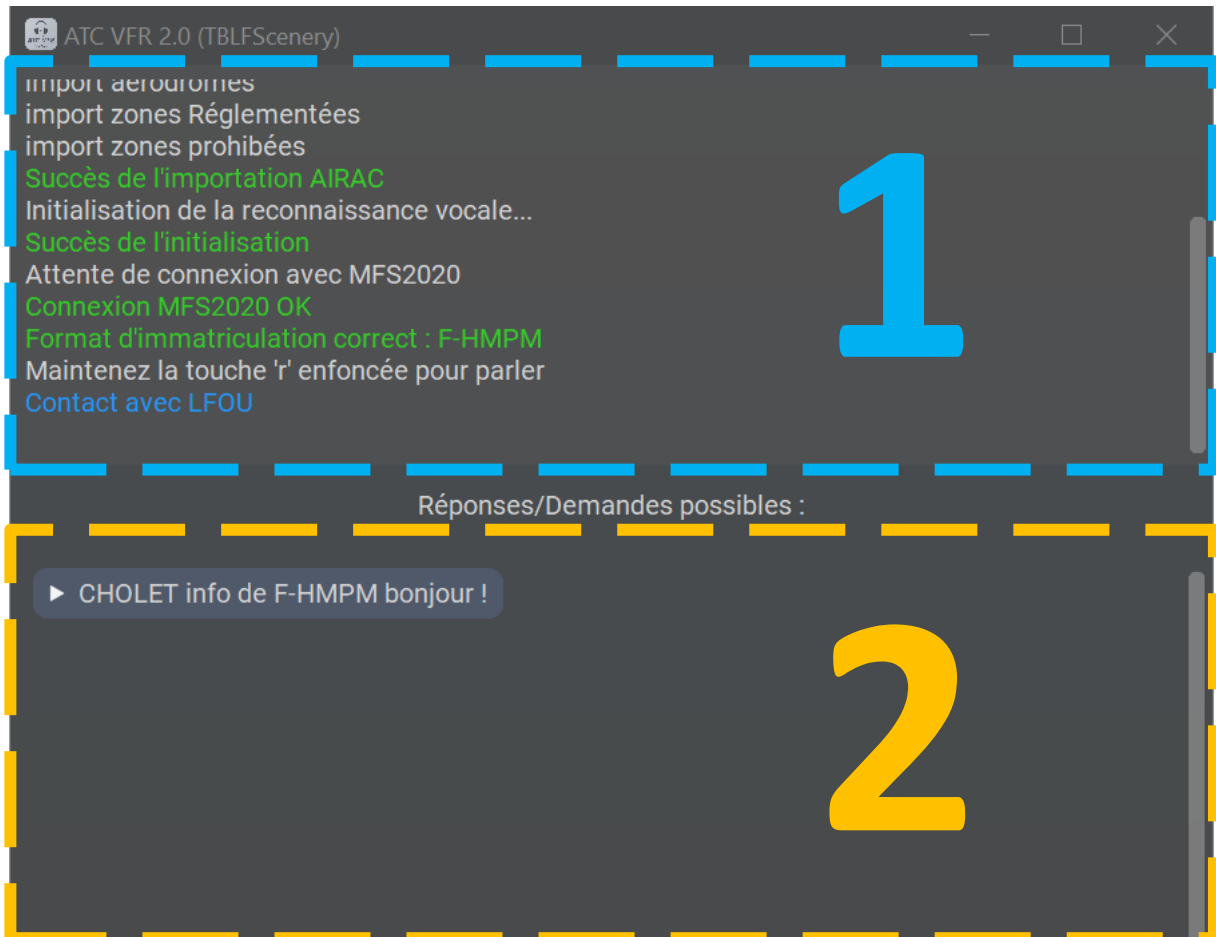 ATC VFR 2.0 (TBLFScenery)
import aérodromes
import zones Réglementées
import zones prohibées
Succès de l'importation AIRAC
Initialisation de la reconnaissance vocale...
Succès de l'initialisation
Attente de connexion avec MFS2020
Connexion MFS2020 OK
Format d'immatriculation correct : F-HMPM
Maintenez la touche 'r' enfoncée pour parler
Contact avec LFOU
1
Réponses/Demandes possibles :
CHOLET info de F-HMPM bonjour !
2